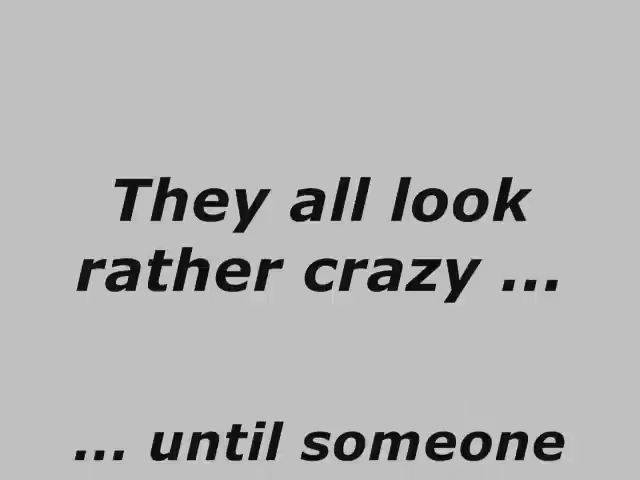 They all look
rather crazy ...
... until someone